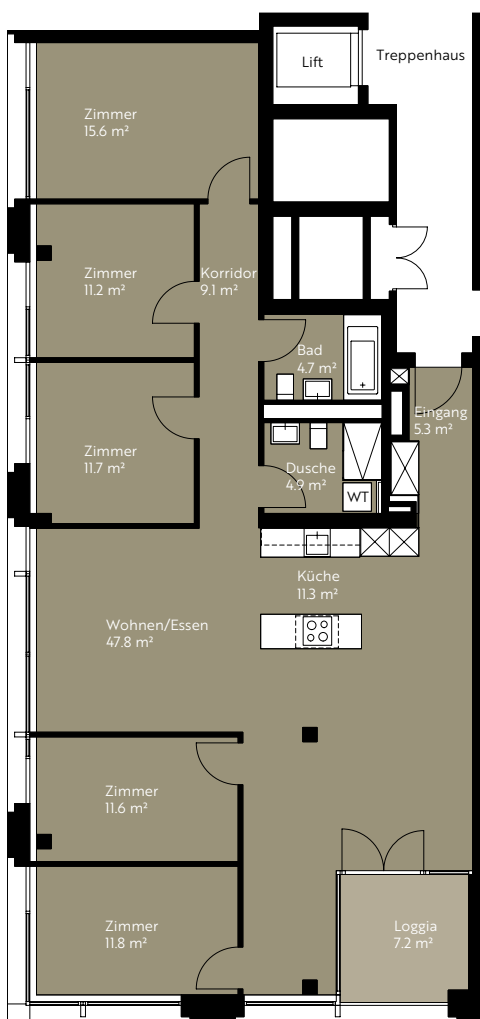 Lift
Treppenhaus
Zimmer
15.6 m²
Zimmer
11.2 m²
Korridor
9.1 m²
Bad
4.7 m²
Eingang
5.3 m²
Zimmer
11.7 m²
Dusche
4.9 m²
WT
Küche
11.3 m²
Wohnen/Essen
47.8 m²
Zimmer
11.6 m²
Zimmer
11.8 m²
Loggia
7.2 m²